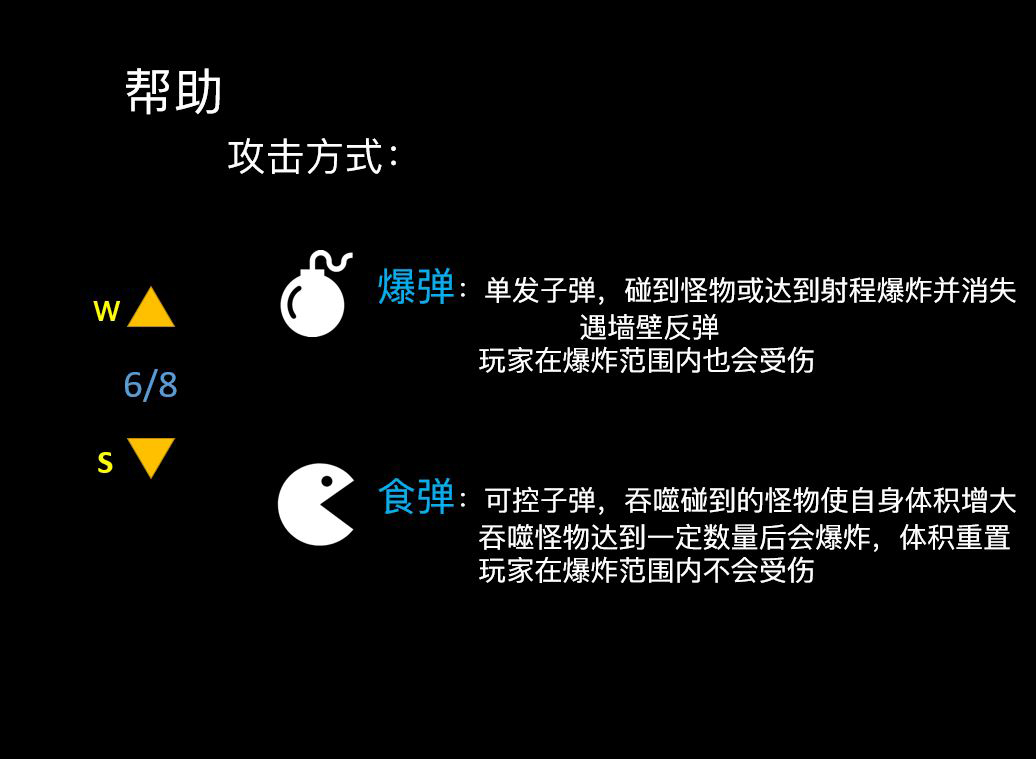 帮助
攻击方式：
爆弹：单发子弹，碰到怪物或达到射程爆炸并消失
遇墙壁反弹
玩家在爆炸范围内也会受伤
W
6/8
S
食弹：可控子弹，吞噬碰到的怪物使自身体积增大
吞噬怪物达到一定数量后会爆炸，体积重置
玩家在爆炸范围内不会受伤